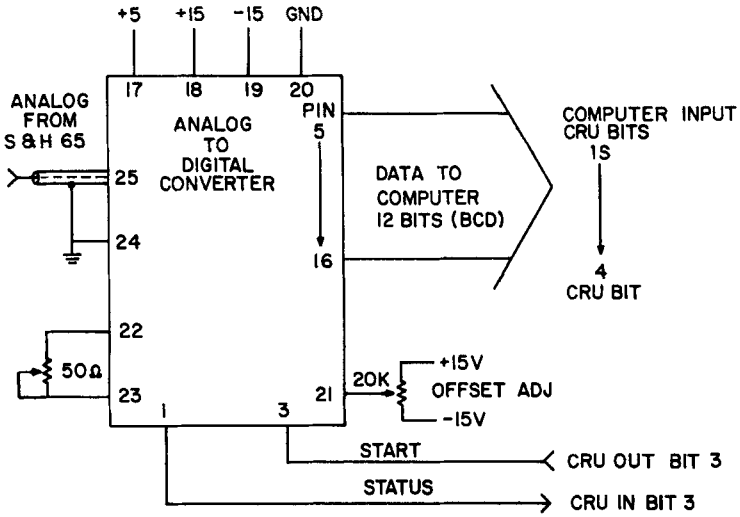 +5 +15 -15 GND
17 18 19 20
ANALOG
FROM
S & H 65
ANALOG
TO
DIGITAL
CONVERTER
PIN
5
16
25
24
22
23
50Ω
1
3
21
DATA TO
COMPUTER
12 BITS (BCD)
COMPUTER INPUT
CRU BITS
1S
4
CRU BIT
20K
+15V
OFFSET ADJ
-15V
START
CRU OUT BIT 3
STATUS
CRU IN BIT 3